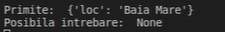 Primite:  {'loc': 'Baia Mare'}
Posibila intrebare:  None